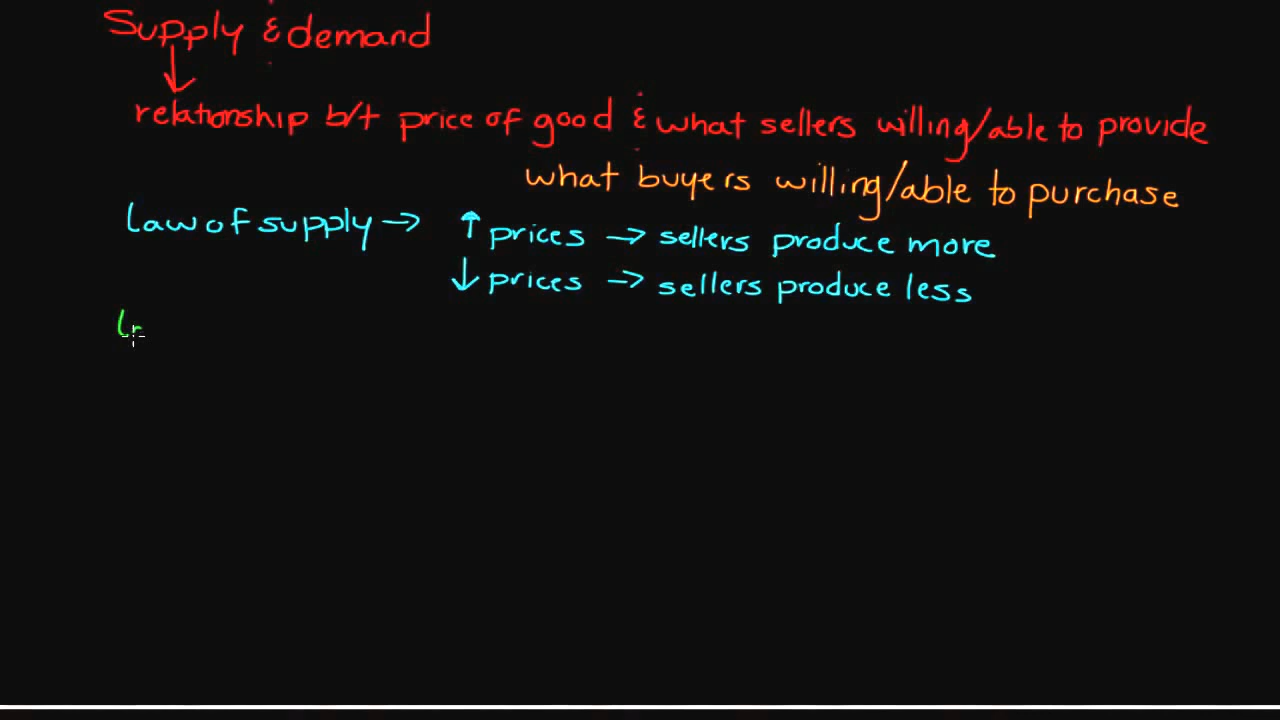 Supply & demand
relationship b/t price of good & what sellers willing/able to provide
what buyers willing/able to purchase
law of supply → ↑ prices → sellers produce more
↓ prices → sellers produce less